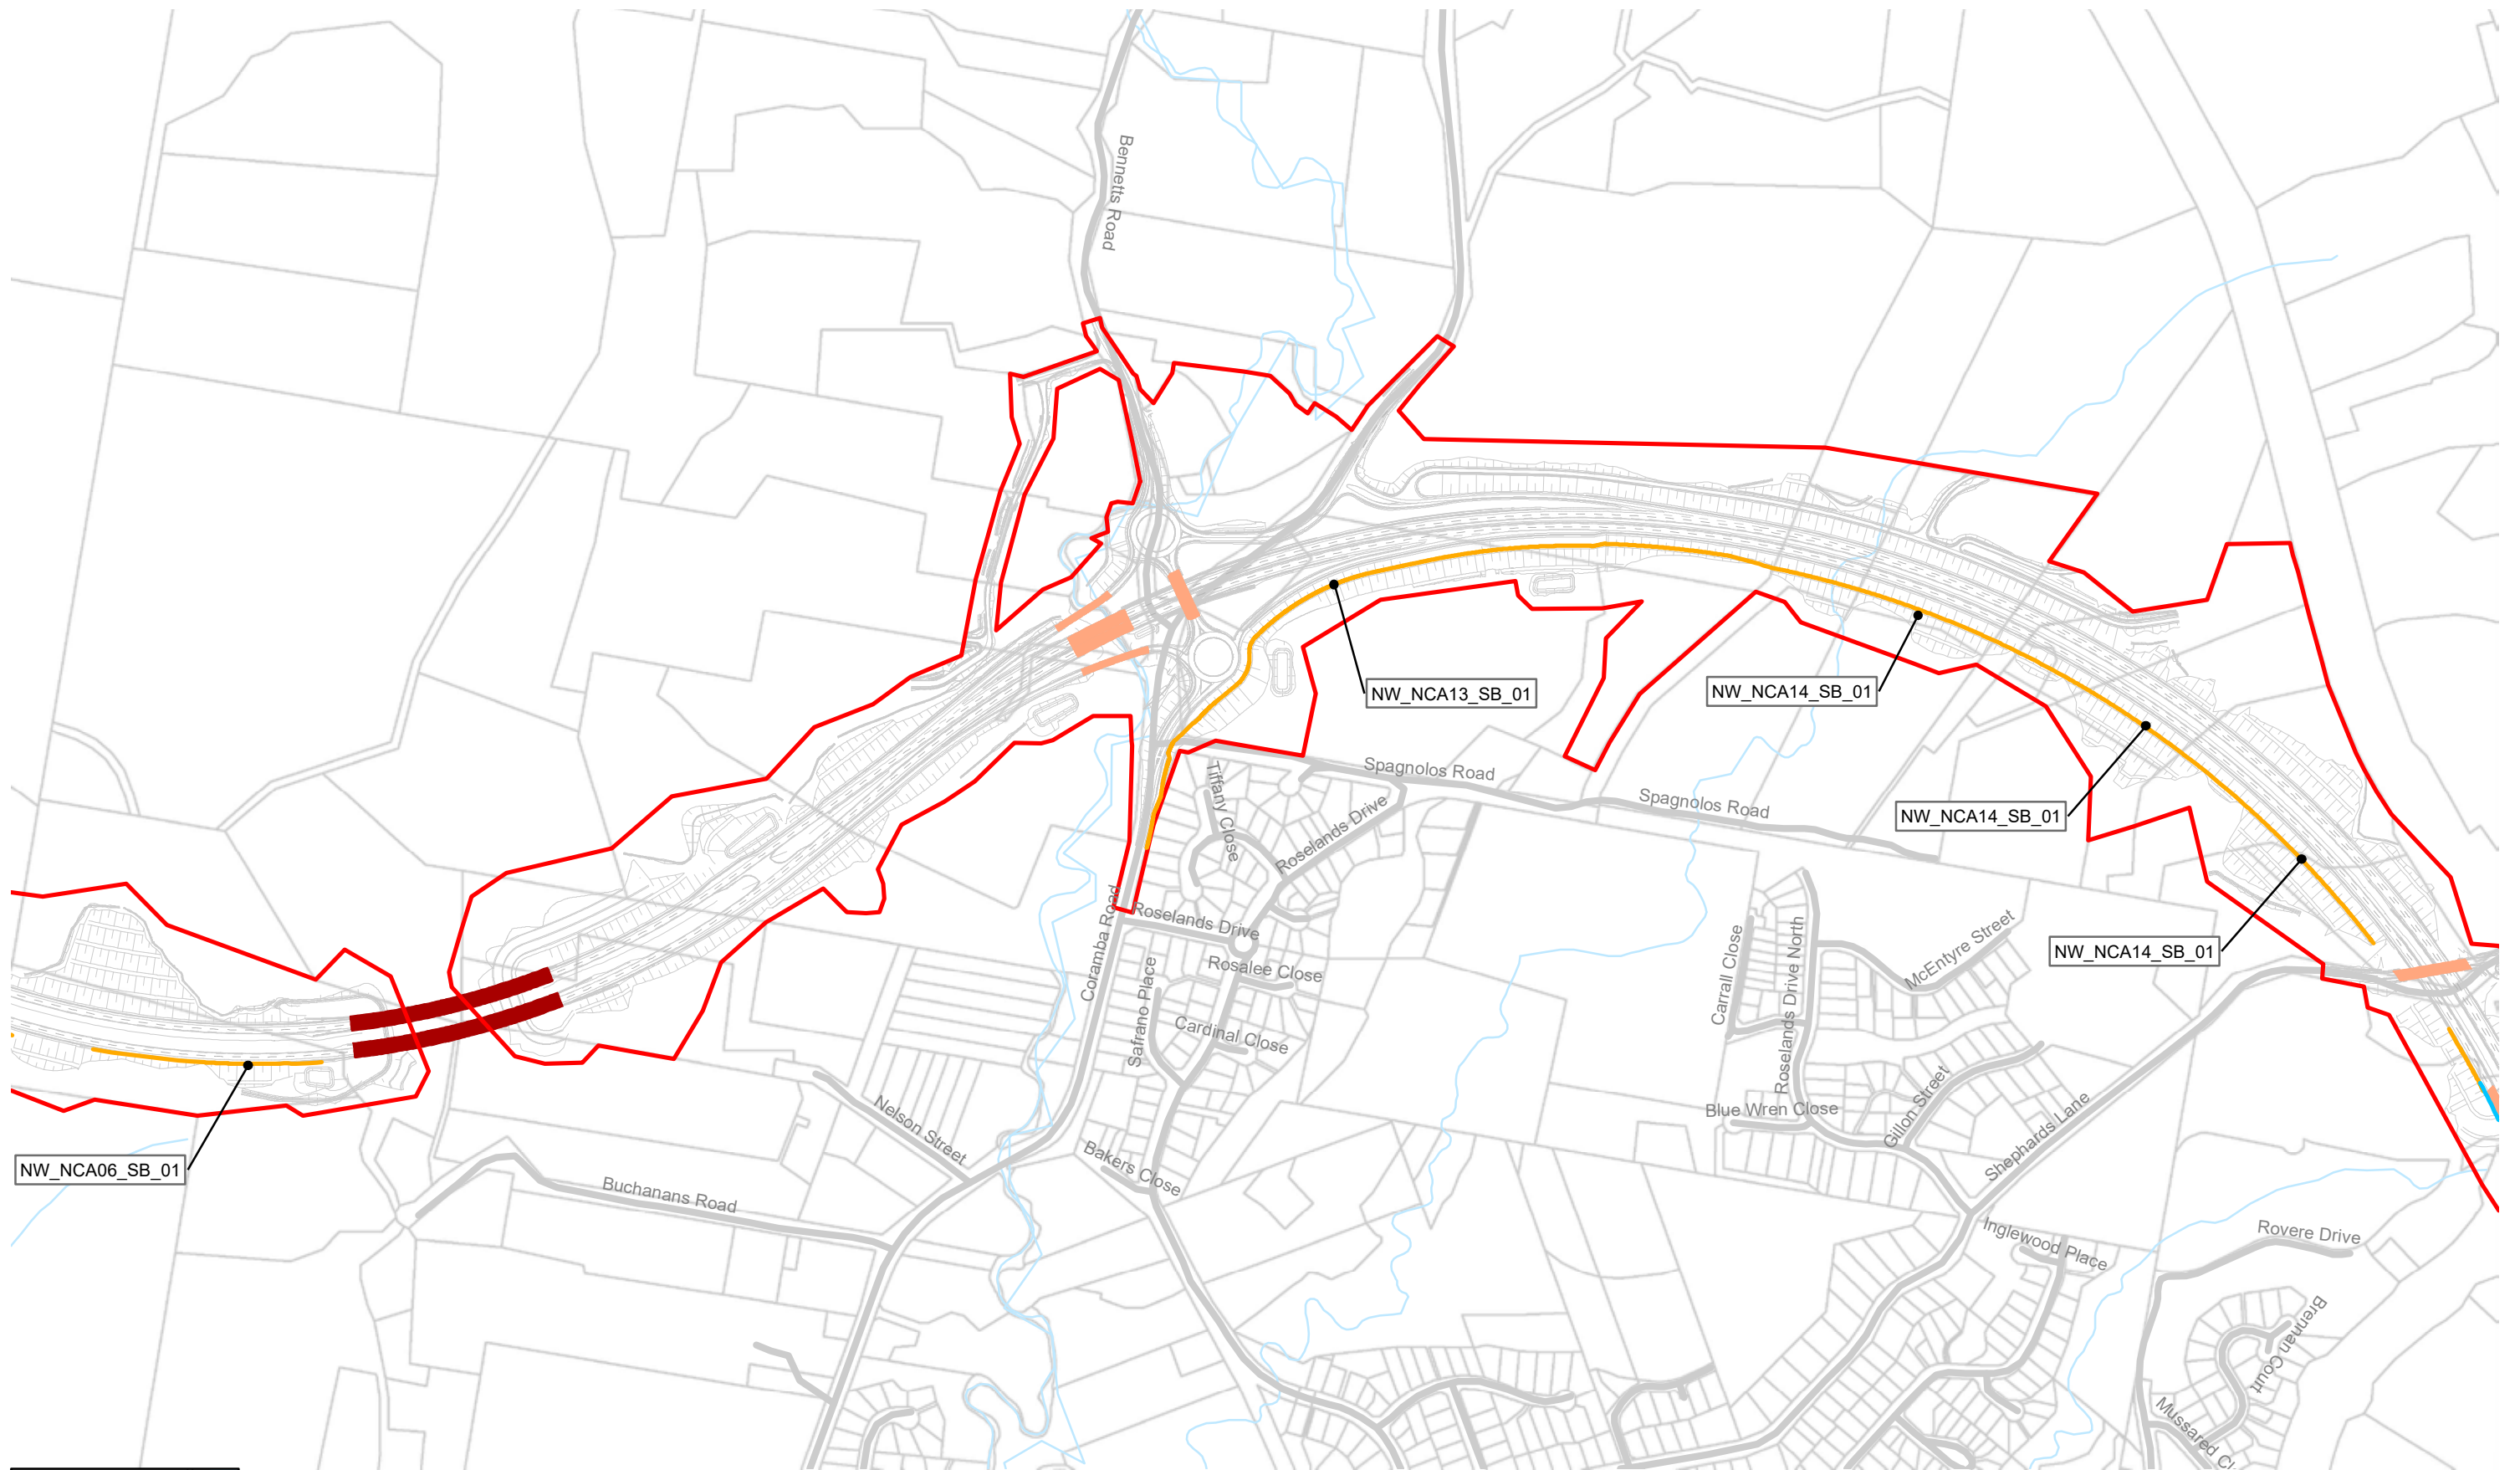 Bennetts Road
NW_NCA13_SB_01
NW_NCA14_SB_01
Spagnolos Road
Tiffany Close
Roselands Drive
Spagnolos Road
NW_NCA14_SB_01
Coramba Road
Roselands Drive
NW_NCA14_SB_01
Rosalee Close
Safrano Place
Cardinal Close
Carrall Close
Roselands Drive North
McEntyre Street
NW_NCA06_SB_01
Nelson Street
Blue Wren Close
Gillon Street
Shephards Lane
Bakers Close
Buchanans Road
Inglewood Place
Rovere Drive
Brennan Court
Mussared